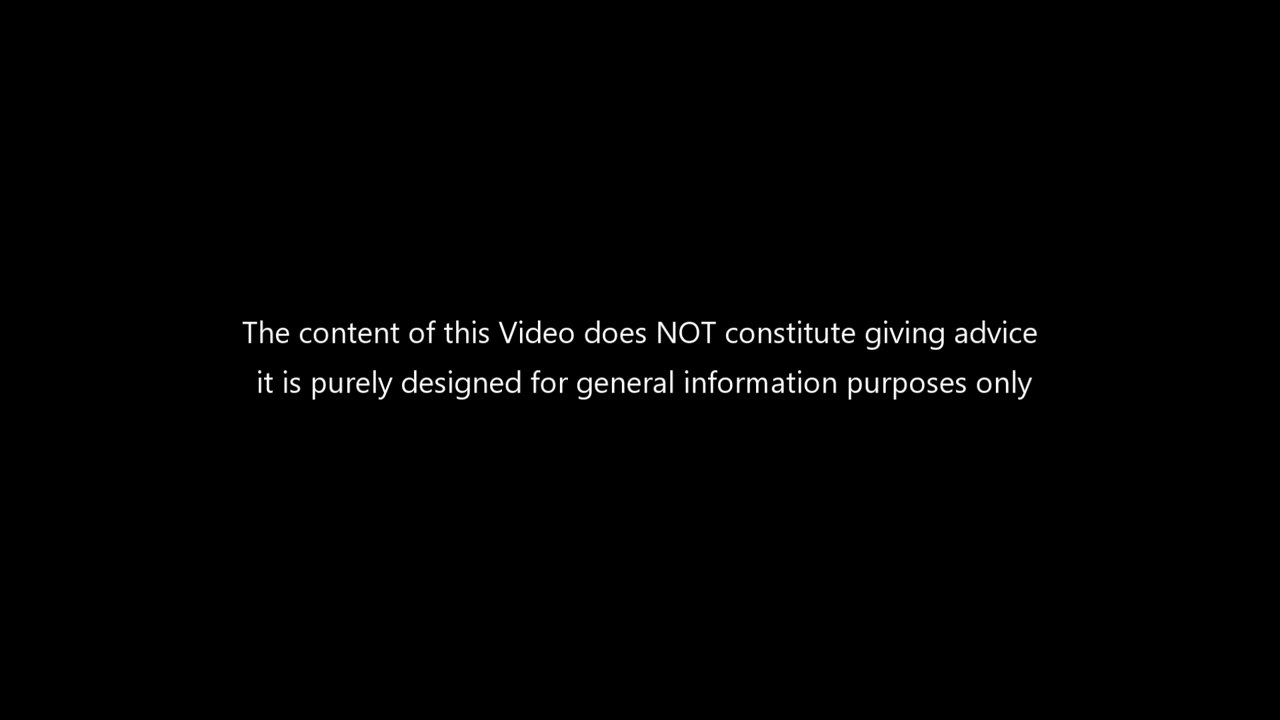 The content of this Video does NOT constitute giving advice
it is purely designed for general information purposes only